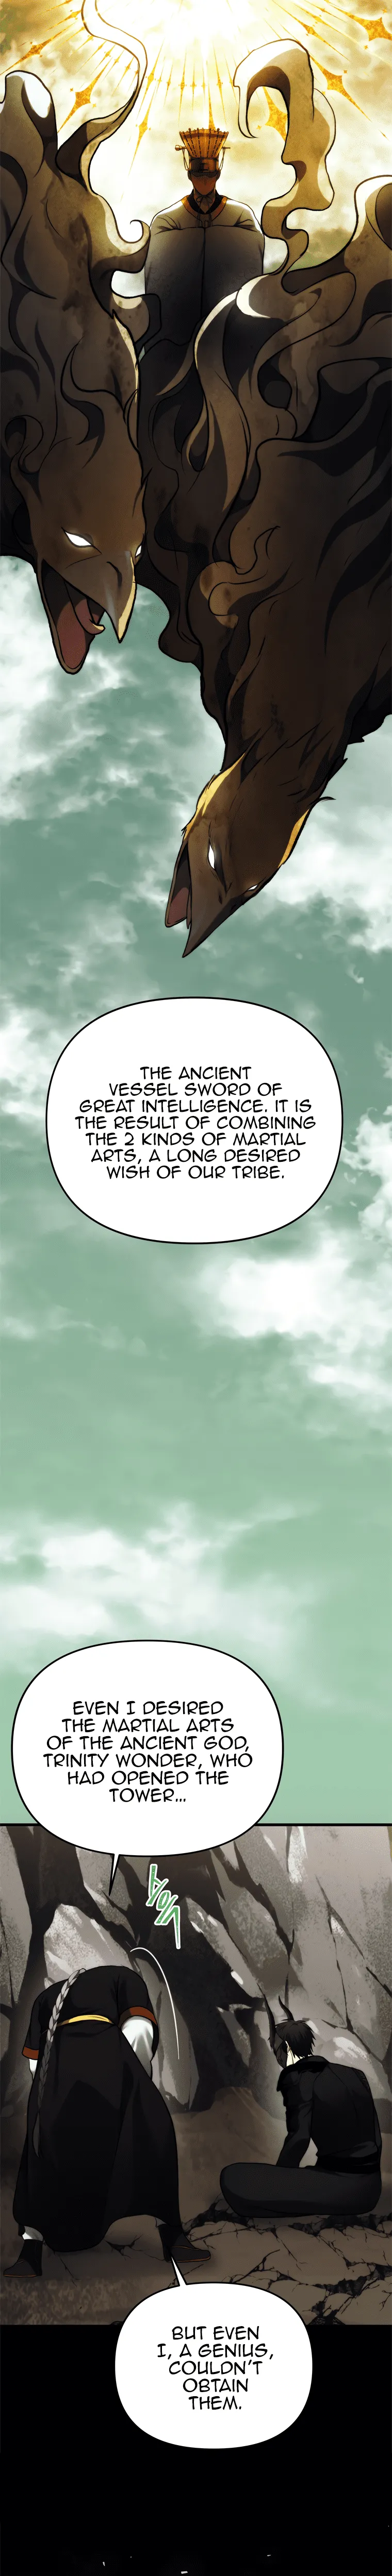 THE ANCIENT
VESSEL SWORD OF
GREAT INTELLIGENCE. IT IS
THE RESULT OF COMBINING
THE 2 KINDS OF MARTIAL
ARTS, A LONG DESIRED
WISH OF OUR TRIBE.
EVEN I DESIRED
THE MARTIAL ARTS
OF THE ANCIENT GOD,
TRINITY WONDER, WHO
HAD OPENED THE
TOWER...
BUT EVEN
I, A GENIUS,
COULDN'T
OBTAIN
THEM.